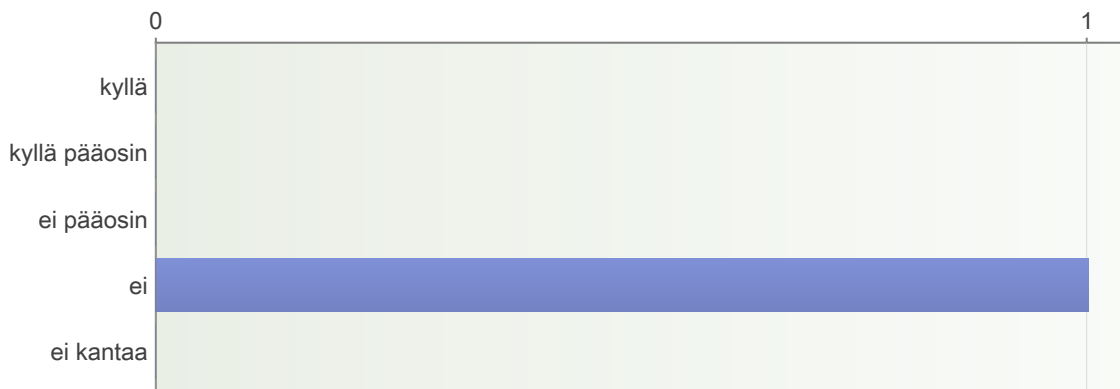 0 1
kyllä
kyllä pääosin
ei pääosin
ei
ei kantaa